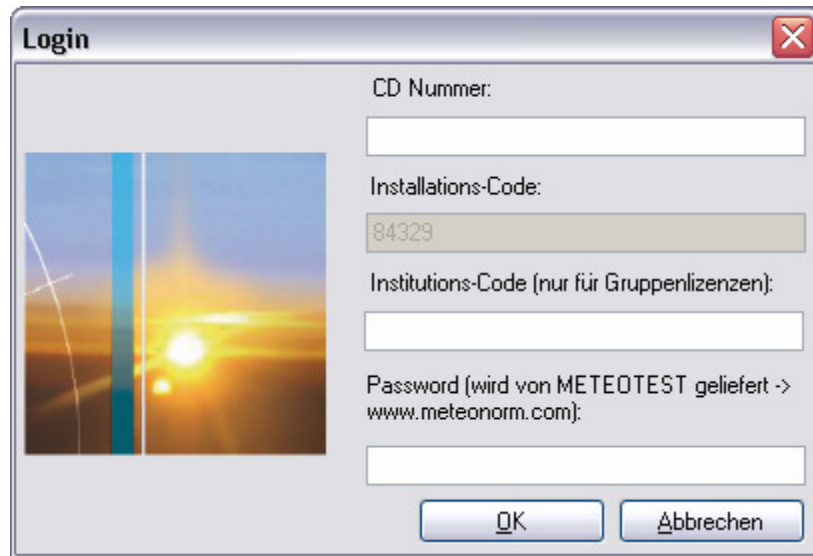 Login
CD Nummer:
Installations-Code:
84329
Institutions-Code (nur für Gruppenlizenzen):
Password (wird von METEOTEST geliefert ->
www.meteonorm.com):
OK
Abbrechen